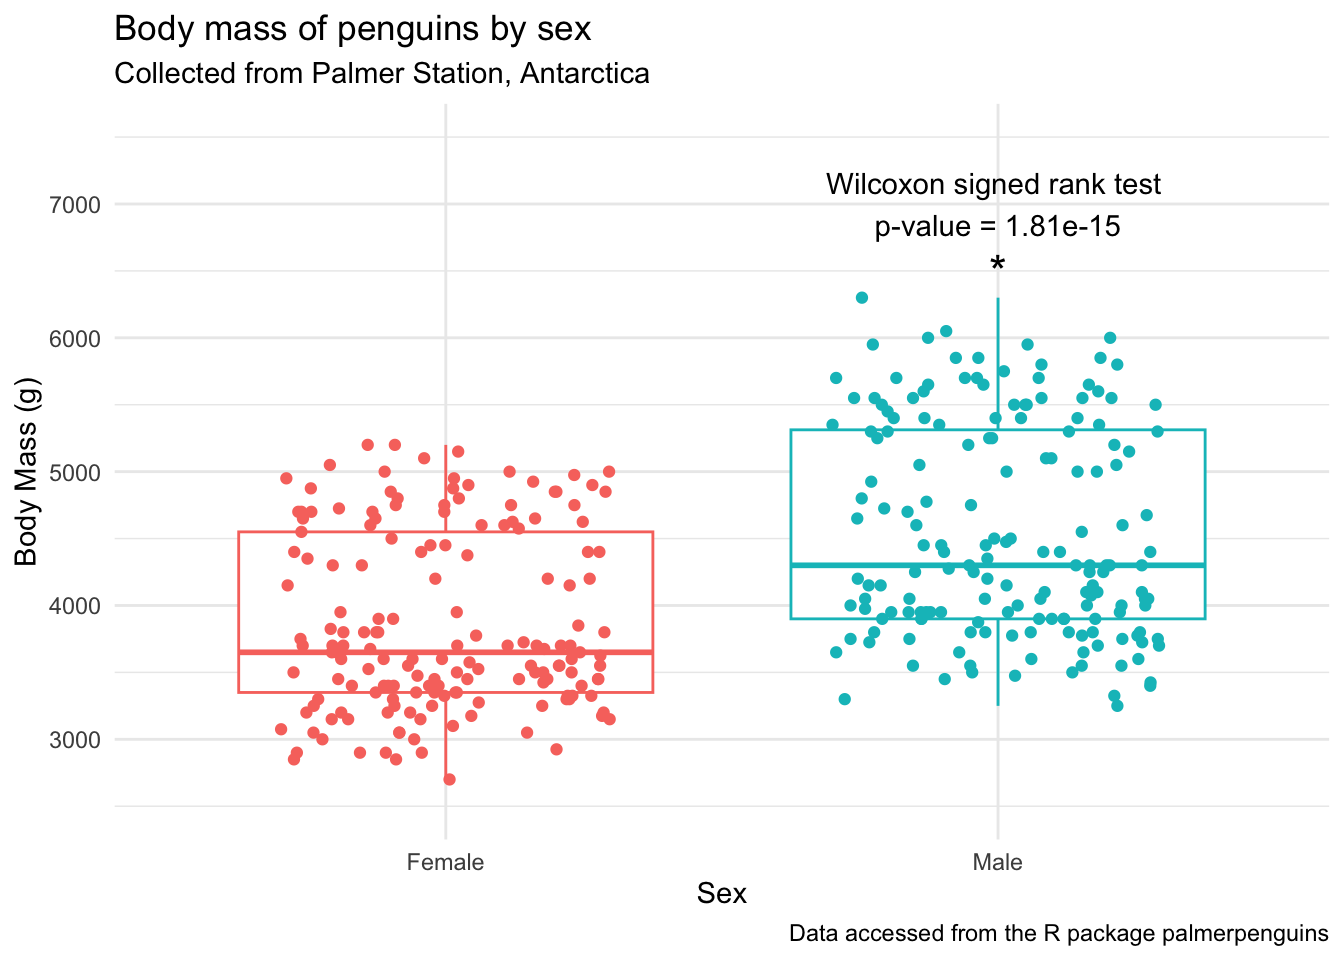 Body mass of penguins by sex
Collected from Palmer Station, Antarctica
Body Mass (g)
7000
6000
5000
4000
3000
Wilcoxon signed rank test
p-value = 1.81e-15
*
Female
Male
Sex
Data accessed from the R package palmerpenguins